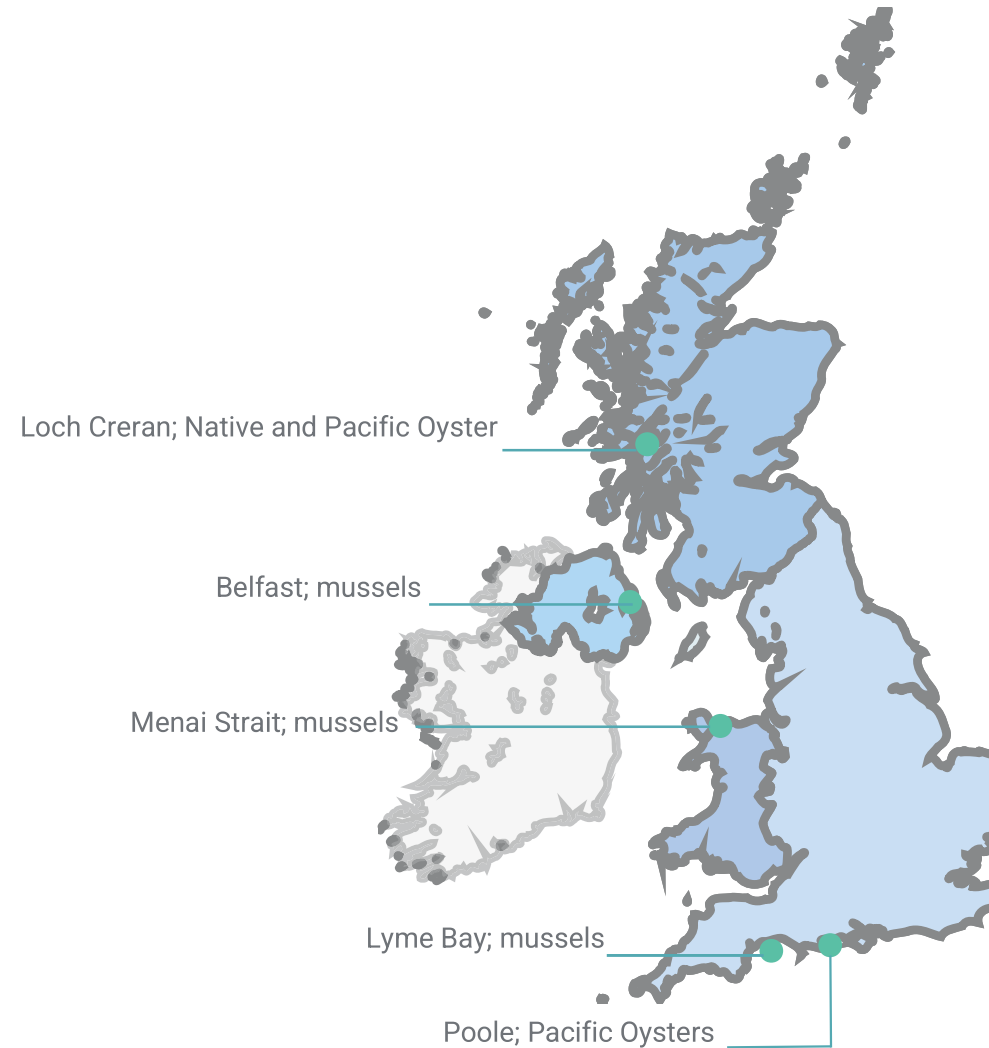 Loch Creran; Native and Pacific Oyster
Belfast; mussels
Menai Strait; mussels
Lyme Bay; mussels
Poole; Pacific Oysters